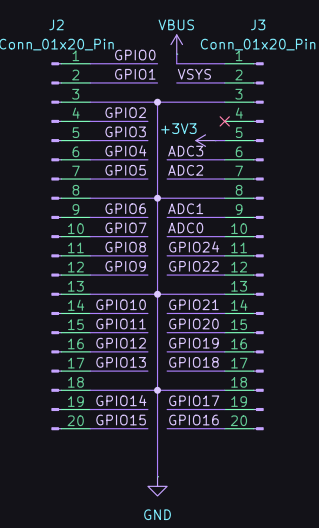 J2 VBUS J3
Conn_01x20_Pin Conn_01x20_Pin
1 GPIO0 1
2 GPIO1 VSYS 2
3 3
4 GPIO2 4
5 GPIO3 +3V3 5
6 GPIO4 ADC3 6
7 GPIO5 ADC2 7
8 8
9 GPIO6 ADC1 9
10 GPIO7 ADC0 10
11 GPIO8 GPIO24 11
12 GPIO9 GPIO22 12
13 13
14 GPIO10 GPIO21 14
15 GPIO11 GPIO20 15
16 GPIO12 GPIO19 16
17 GPIO13 GPIO18 17
18 18
19 GPIO14 GPIO17 19
20 GPIO15 GPIO16 20
GND